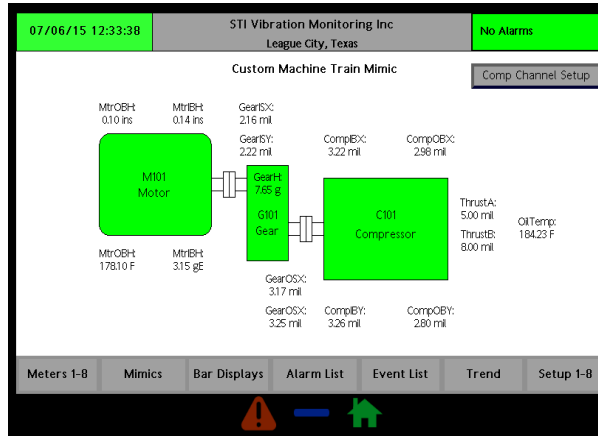 07/06/15 12:33:38
STI Vibration Monitoring Inc
League City, Texas
No Alarms
Custom Machine Train Mimic
Comp Channel Setup
MtrOBH: MtrIBH: GearISX:
0.10 ins 0.14 ins 2.16 mil
GearISY: CompIBX: CompOBX:
2.22 mil 3.22 mil 2.98 mil
M101
Motor
GearH:
7.65 g
G101
Gear
C101
Compressor
ThrustA:
5.00 mil
ThrustB:
8.00 mil
OilTemp:
184.23 F
MtrOBH: MtrIBH:
178.10 F 3.15 gE
GearOSX:
3.17 mil
GearOSX: CompIBY: CompOBY:
3.25 mil 3.26 mil 2.80 mil
Meters 1-8 Mimics Bar Displays Alarm List Event List Trend Setup 1-8